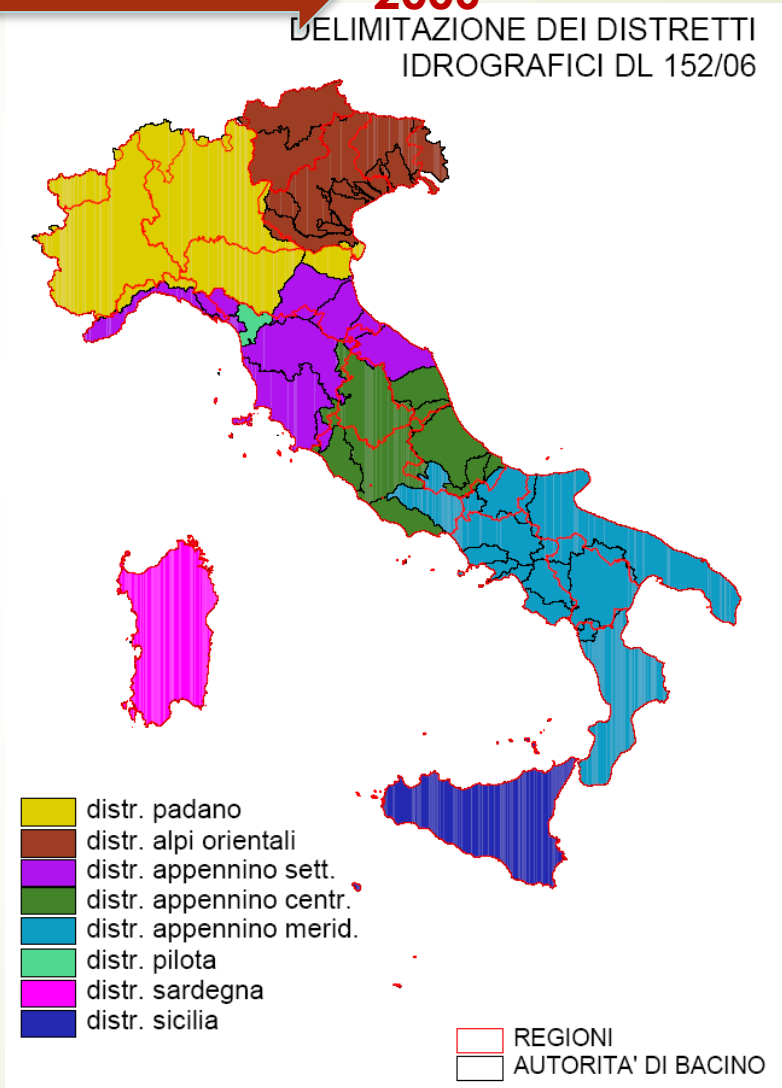 DELIMITAZIONE DEI DISTRETTI
IDROGRAFICI DL 152/06
distr. padano
distr. alpi orientali
distr. appennino sett.
distr. appennino centr.
distr. appennino merid.
distr. pilota
distr. sardegna
distr. sicilia
REGIONI
AUTORITA' DI BACINO